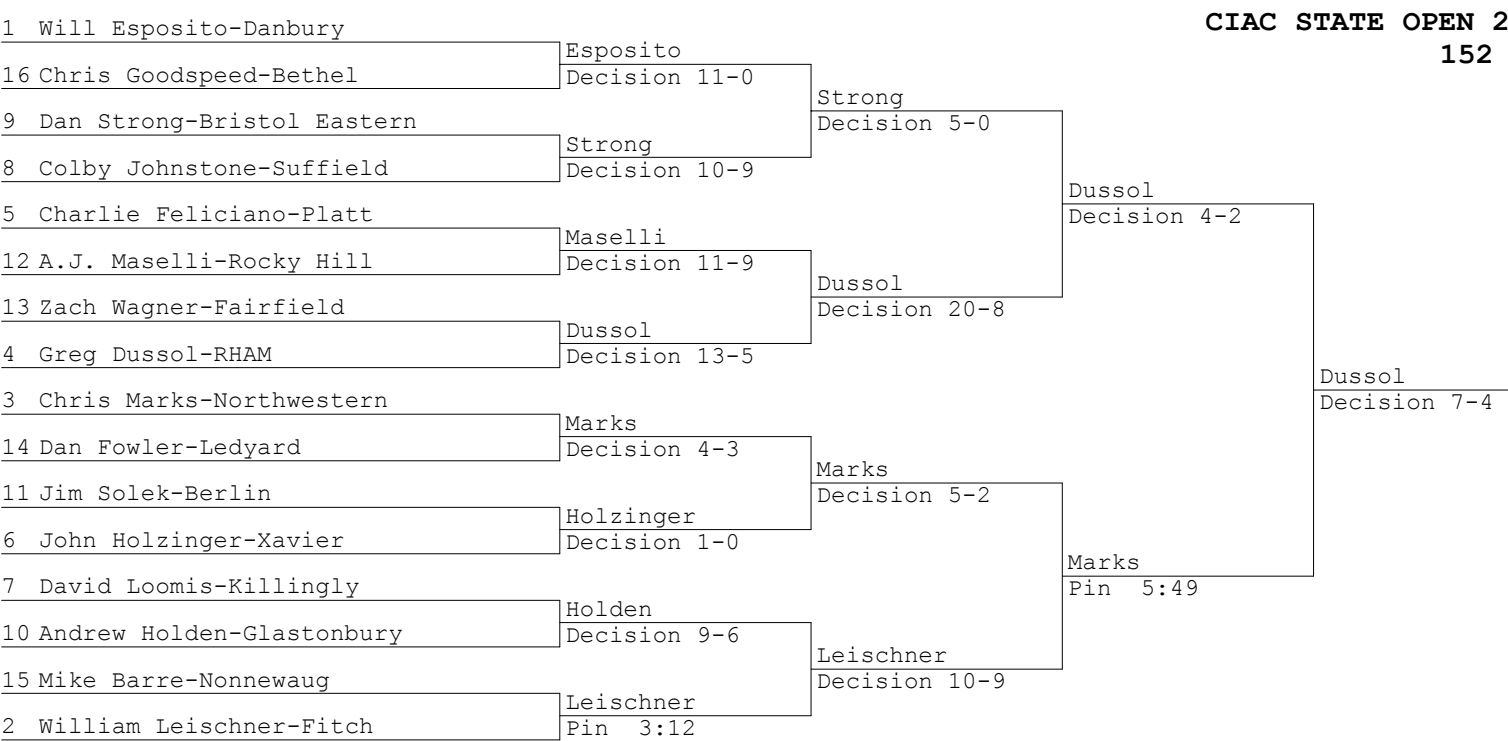 CIAC STATE OPEN 2
152
1 Will Esposito-Danbury
Esposito
16 Chris Goodspeed-Bethel
Decision 11-0
Strong
9 Dan Strong-Bristol Eastern
Decision 5-0
Strong
8 Colby Johnstone-Suffield
Decision 10-9
Dussol
5 Charlie Feliciano-Platt
Decision 4-2
Maselli
12 A.J. Maselli-Rocky Hill
Decision 11-9
Dussol
13 Zach Wagner-Fairfield
Decision 20-8
Dussol
4 Greg Dussol-RHAM
Decision 13-5
Dussol
3 Chris Marks-Northwestern
Decision 7-4
Marks
14 Dan Fowler-Ledyard
Decision 4-3
Marks
11 Jim Solek-Berlin
Decision 5-2
Holzinger
6 John Holzinger-Xavier
Decision 1-0
Marks
7 David Loomis-Killingly
Pin 5:49
Holden
10 Andrew Holden-Glastonbury
Decision 9-6
Leischner
15 Mike Barre-Nonnewaug
Decision 10-9
Leischner
2 William Leischner-Fitch
Pin 3:12